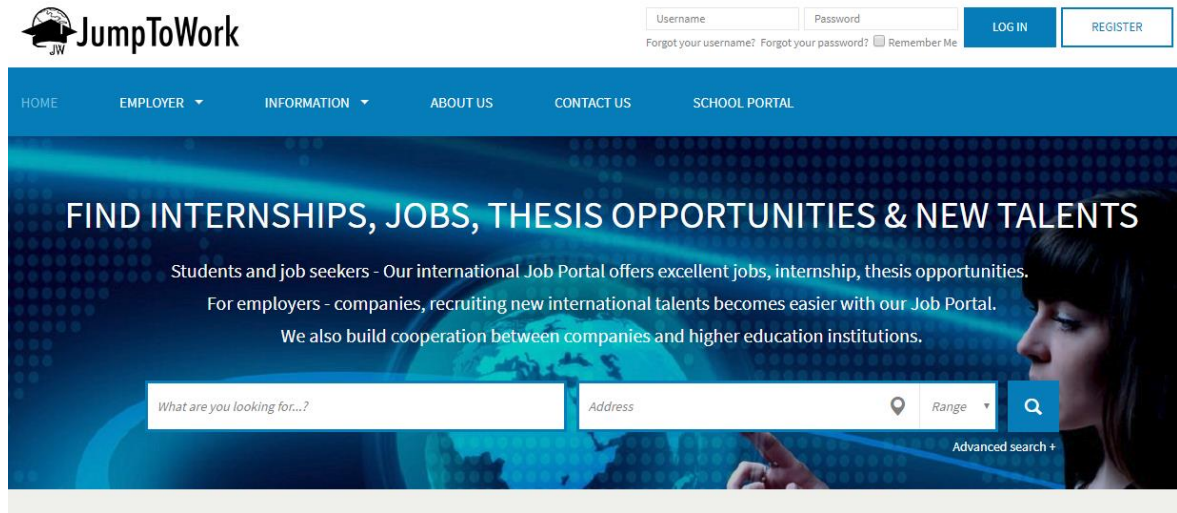 JumpToWork
JW
Username
Password
LOG IN
REGISTER
Forgot your username? Forgot your password? Remember Me
HOME
EMPLOYER
INFORMATION
ABOUT US
CONTACT US
SCHOOL PORTAL
FIND INTERNSHIPS, JOBS, THESIS OPPORTUNITIES & NEW TALENTS
Students and job seekers - Our international Job Portal offers excellent jobs, internship, thesis opportunities.
For employers - companies, recruiting new international talents becomes easier with our Job Portal.
We also build cooperation between companies and higher education institutions.
What are you looking for...?
Address
Range
Advanced search +